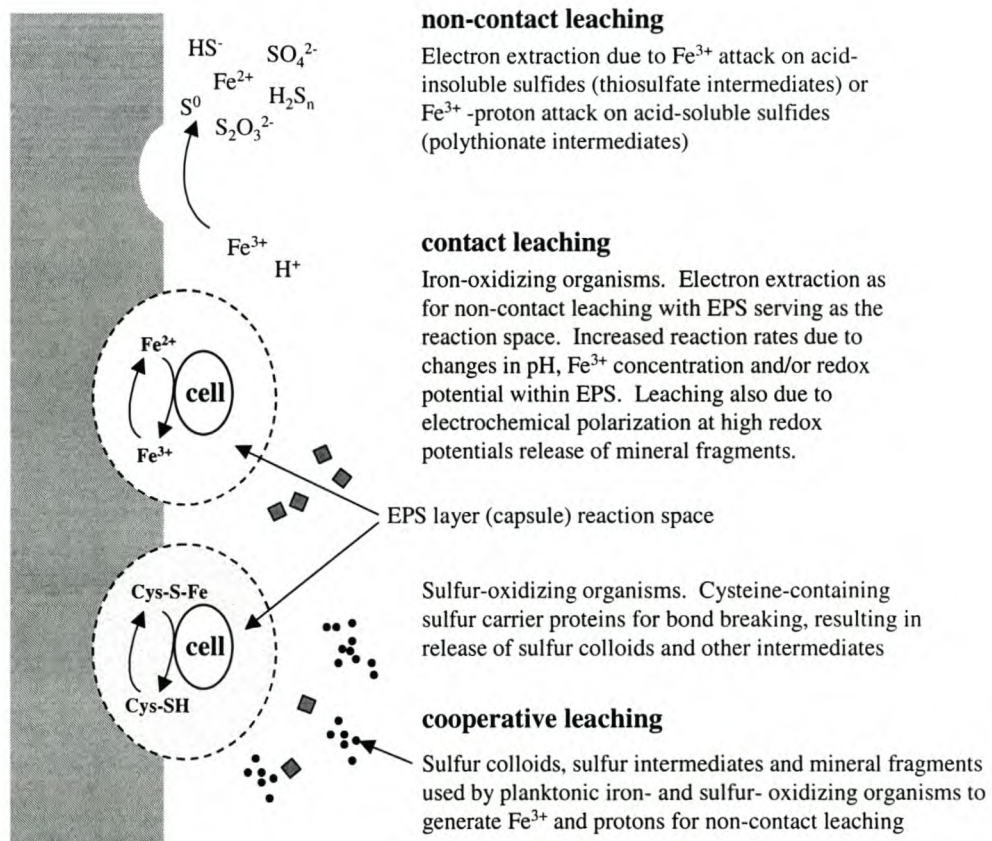 non-contact leaching
Electron extraction due to Fe³⁺ attack on acid-
insoluble sulfides (thiosulfate intermediates) or
Fe³⁺ -proton attack on acid-soluble sulfides
(polythionate intermediates)
HS⁻
SO₄²⁻
Fe²⁺
H₂Sₙ
S⁰
S₂O₃²⁻
Fe³⁺
H⁺
contact leaching
Iron-oxidizing organisms. Electron extraction as
for non-contact leaching with EPS serving as the
reaction space. Increased reaction rates due to
changes in pH, Fe³⁺ concentration and/or redox
potential within EPS. Leaching also due to
electrochemical polarization at high redox
potentials release of mineral fragments.
Fe²⁺
cell
Fe³⁺
EPS layer (capsule) reaction space
Cys-S-Fe
cell
Cys-SH
Sulfur-oxidizing organisms. Cysteine-containing
sulfur carrier proteins for bond breaking, resulting in
release of sulfur colloids and other intermediates
cooperative leaching
Sulfur colloids, sulfur intermediates and mineral fragments
used by planktonic iron- and sulfur- oxidizing organisms to
generate Fe³⁺ and protons for non-contact leaching